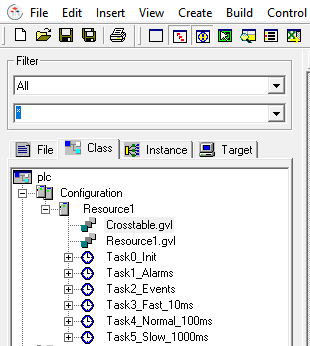 File Edit View Create Build Control
Filter
All
*
File Class Instance Target
plc
Configuration
Resource1
Crosstable.gvl
Resource1.gvl
Task0_Init
Task1_Alarms
Task2_Events
Task3_Fast_10ms
Task4_Normal_100ms
Task5_Slow_1000ms